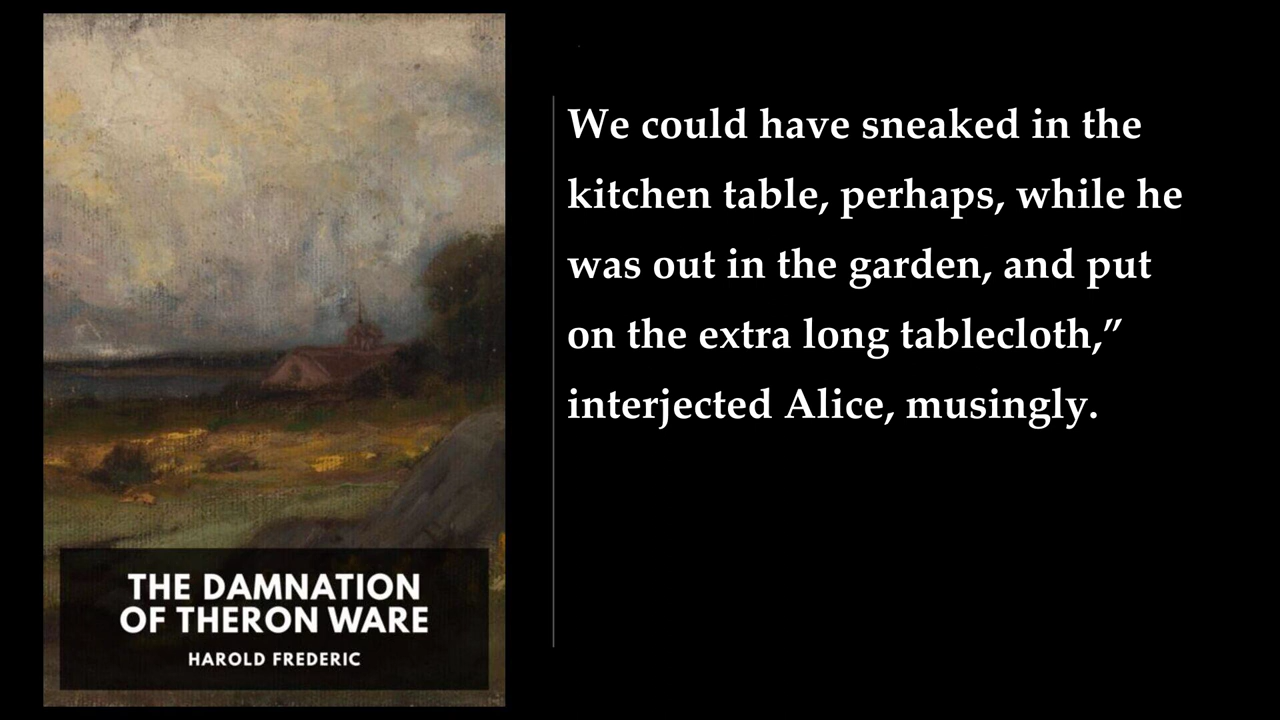 THE DAMNATION
OF THERON WARE
HAROLD FREDERIC
We could have sneaked in the
kitchen table, perhaps, while he
was out in the garden, and put
on the extra long tablecloth,”
interjected Alice, musingly.